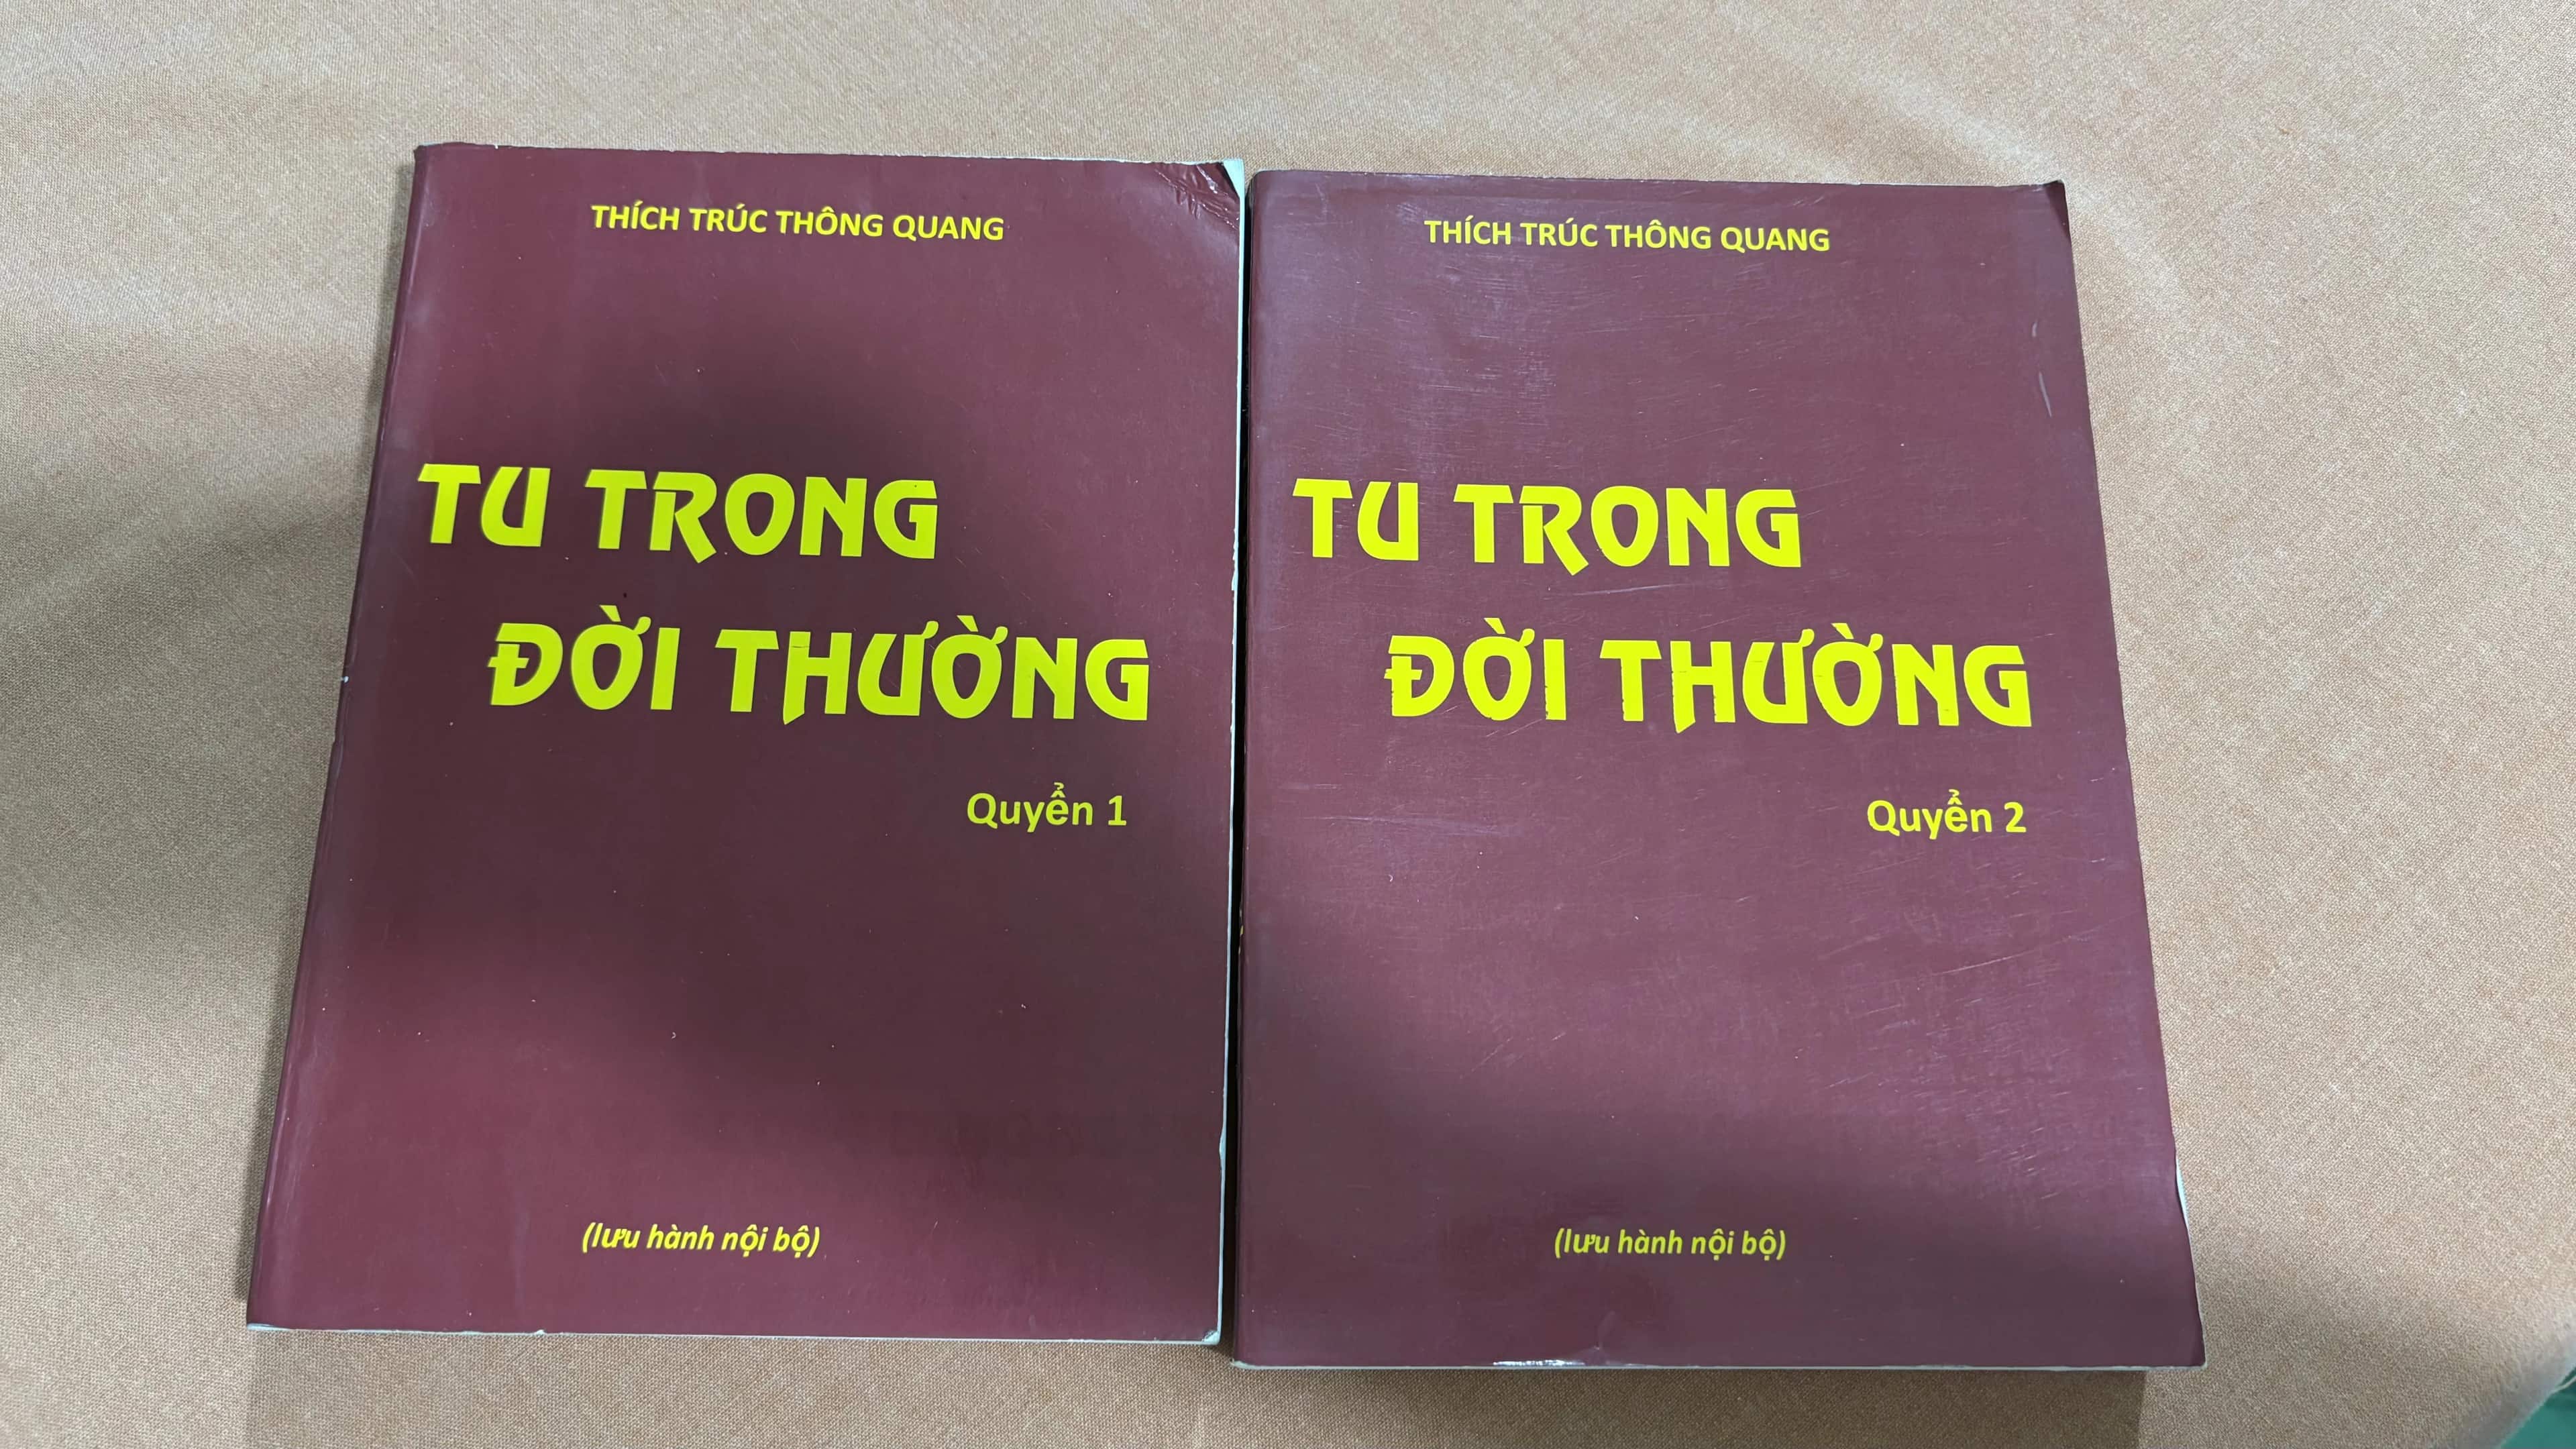 THÍCH TRÚC THÔNG QUANG
TU TRONG
ĐỜI THƯỜNG
Quyển 1
(lưu hành nội bộ)
THÍCH TRÚC THÔNG QUANG
TU TRONG
ĐỜI THƯỜNG
Quyển 2
(lưu hành nội bộ)